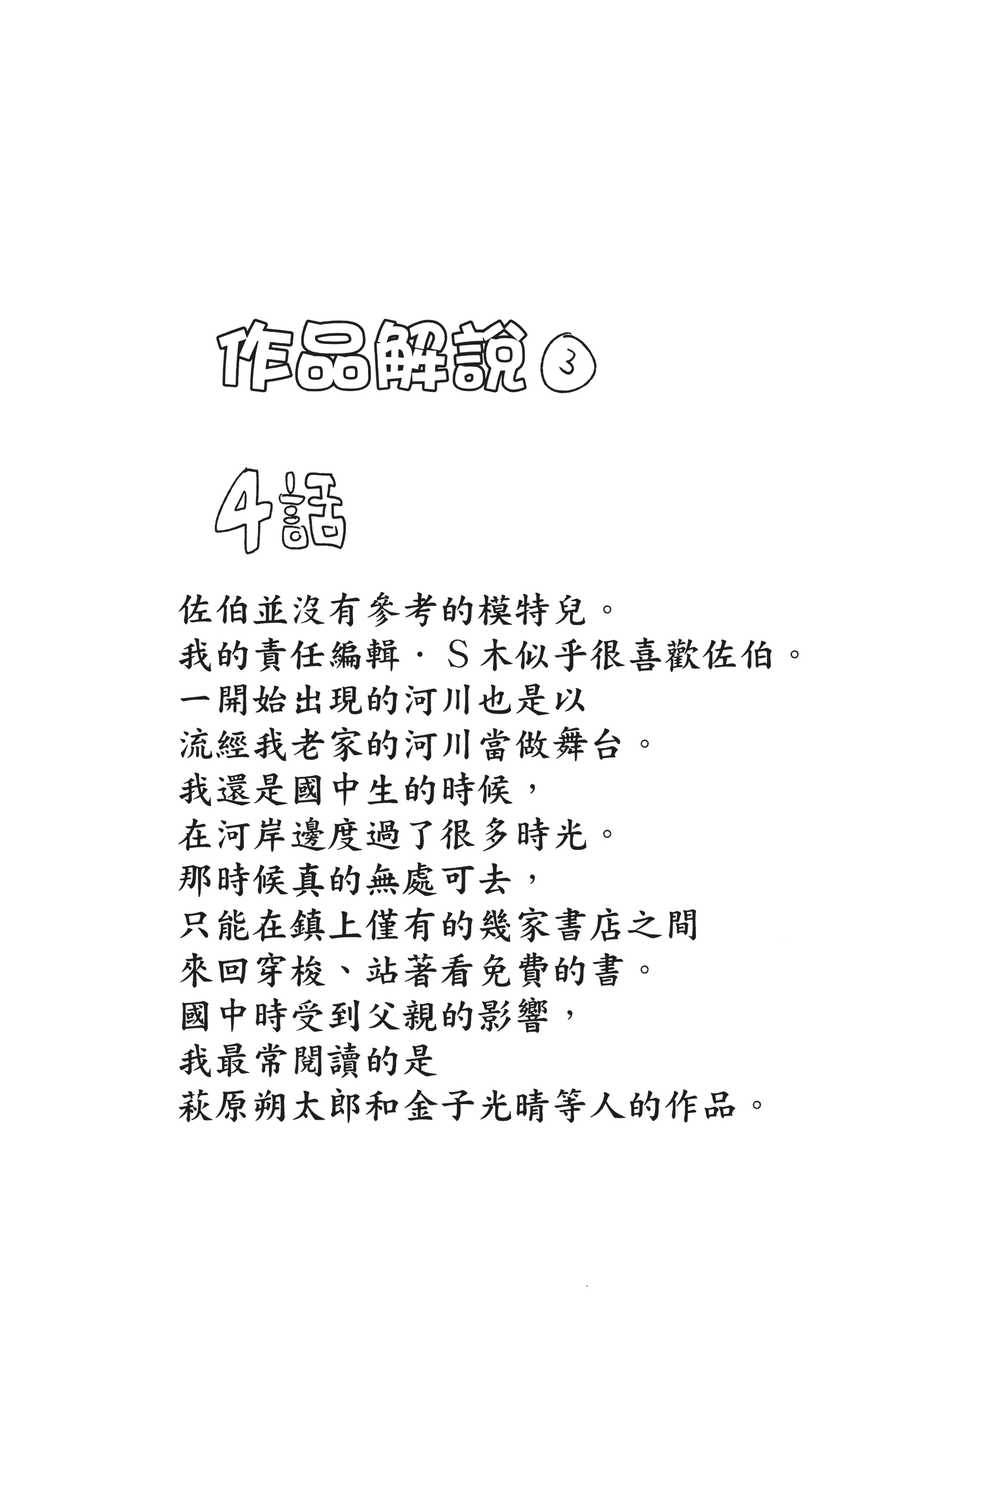 作品解說③
4話
佐伯並沒有參考的模特兒。
我的責任編輯．Ｓ木似乎很喜歡佐伯。
一開始出現的河川也是以
流經我老家的河川當做舞台。
我還是國中生的時候，
在河岸邊度過了很多時光。
那時候真的無處可去，
只能在鎮上僅有的幾家書店之間
來回穿梭、站著看免費的書。
國中時受到父親的影響，
我最常閱讀的是
萩原朔太郎和金子光晴等人的作品。